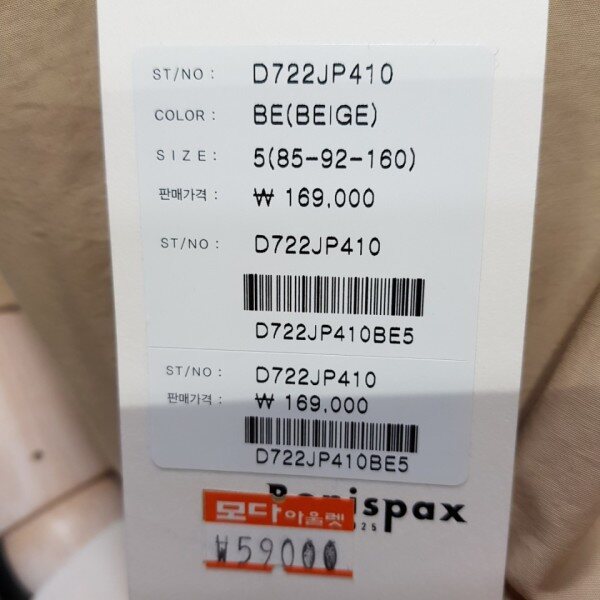 ST/NO : D722JP410
COLOR : BE(BEIGE)
SIZE : 5(85-92-160)
판매가격 : ₩ 169,000
ST/NO : D722JP410
D722JP410BE5
ST/NO : D722JP410
판매가격 : ₩ 169,000
D722JP410BE5
모다아울렛
₩59000